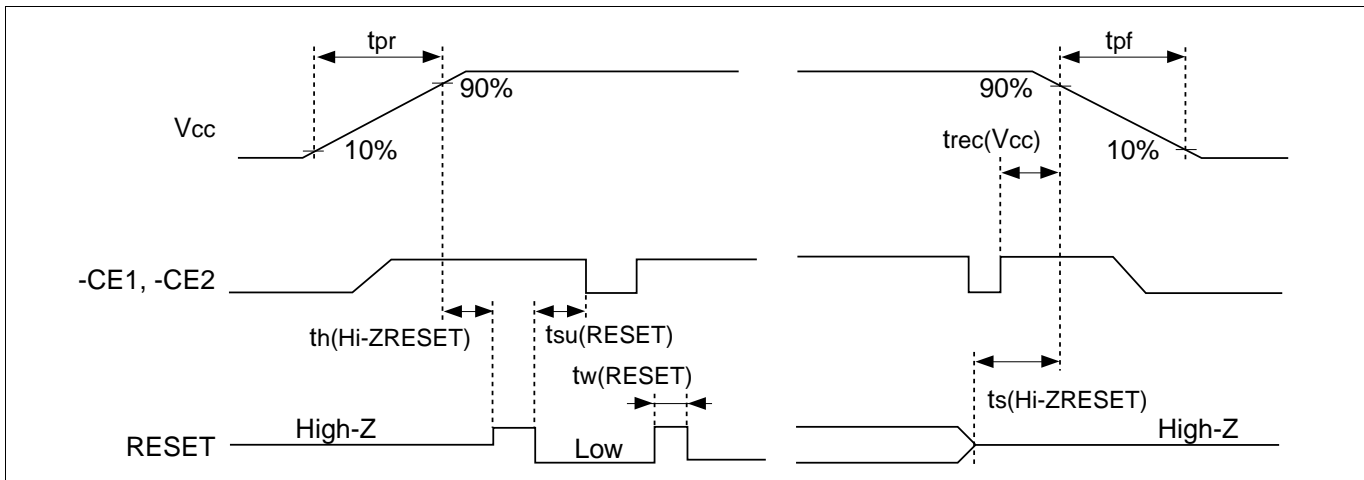 tpr
tpf
90%
90%
Vcc
trec(Vcc)
10%
10%
-CE1, -CE2
th(Hi-ZRESET)
tsu(RESET)
tw(RESET)
ts(Hi-ZRESET)
High-Z
High-Z
RESET
Low